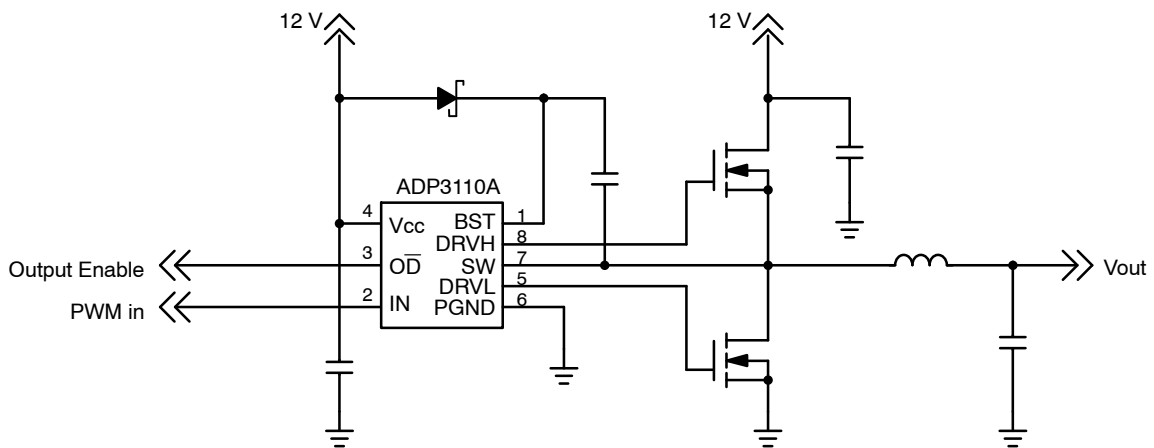 12 V
12 V
ADP3110A
4
Vcc
BST
1
DRVH
8
Output Enable
3
OD̅
SW
7
Vout
DRVL
5
PWM in
2
IN
PGND
6